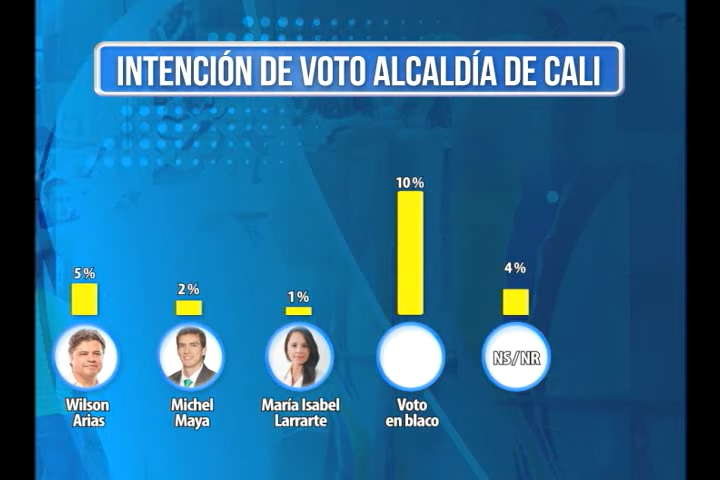 INTENCIÓN DE VOTO ALCALDÍA DE CALI
10%
5%
2%
1%
4%
NS/NR
Wilson
Arias
Michel
Maya
María Isabel
Larrarte
Voto
en blaco